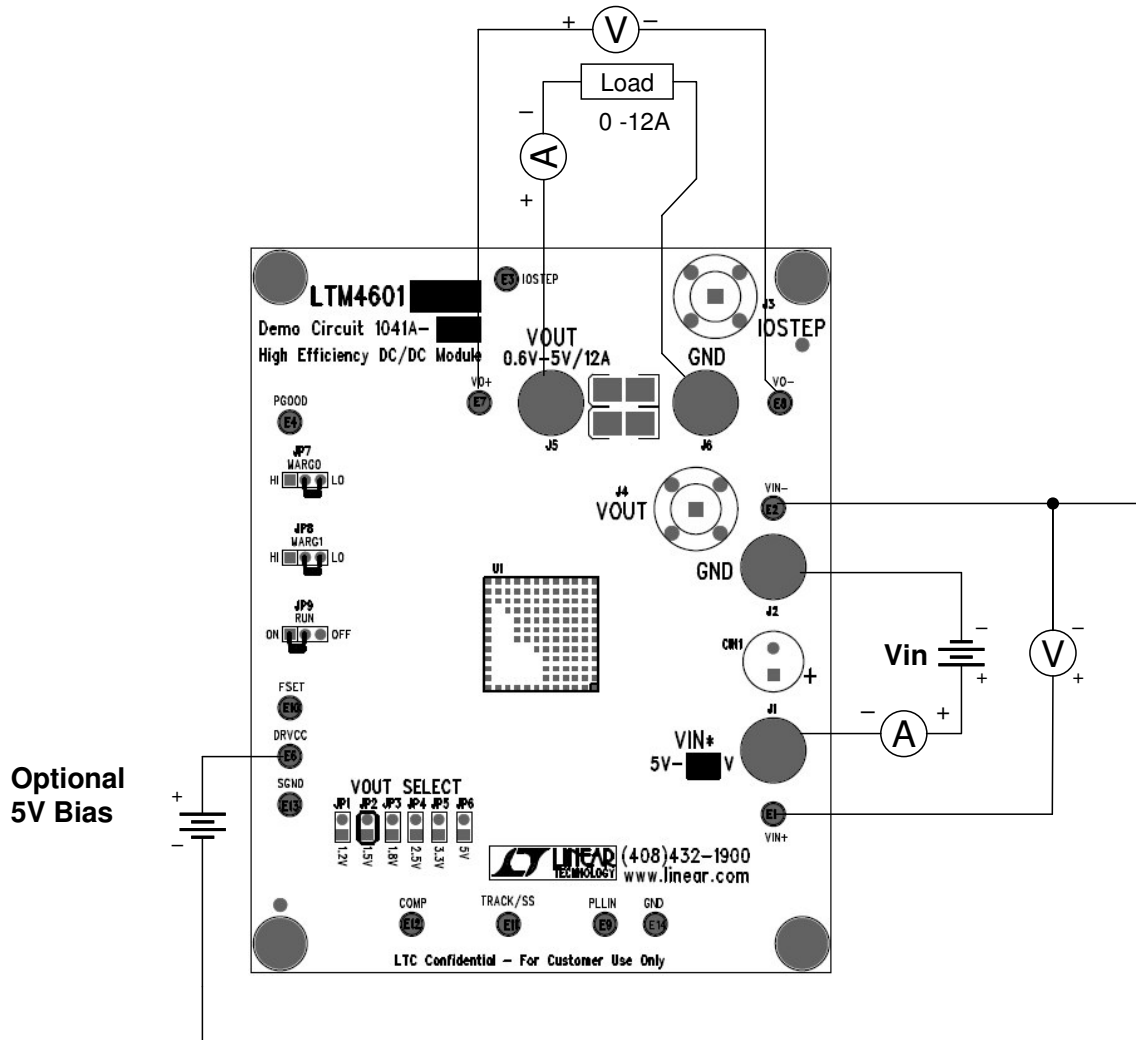 + V −
Load
− 0 -12A
A
+
LTM4601
E3 IOSTEP
J3
Demo Circuit 1041A-
IOSTEP
High Efficiency DC/DC Module
VOUT
0.6V-5V/12A
GND
VO+
E7
VO-
E8
J5
J6
PGOOD
E4
JP7
MARG0
HI LO
JP8
MARG1
HI LO
JP9
RUN
ON OFF
J4
VOUT
VIN-
E2
GND
J2
U1
CIN1
+
Vin
−
+
−
V
+
J1
− A +
VIN*
5V- V
E1
VIN+
FSET
E10
DRVCC
E6
SGND
E13
Optional
5V Bias
+
−
VOUT SELECT
JP1 JP2 JP3 JP4 JP5 JP6
1.2V 1.5V 1.8V 2.5V 3.3V 5V
LT LINEAR TECHNOLOGY
(408)432-1900
www.linear.com
COMP
E12
TRACK/SS
E11
PLLIN
E9
GND
E14
LTC Confidential - For Customer Use Only